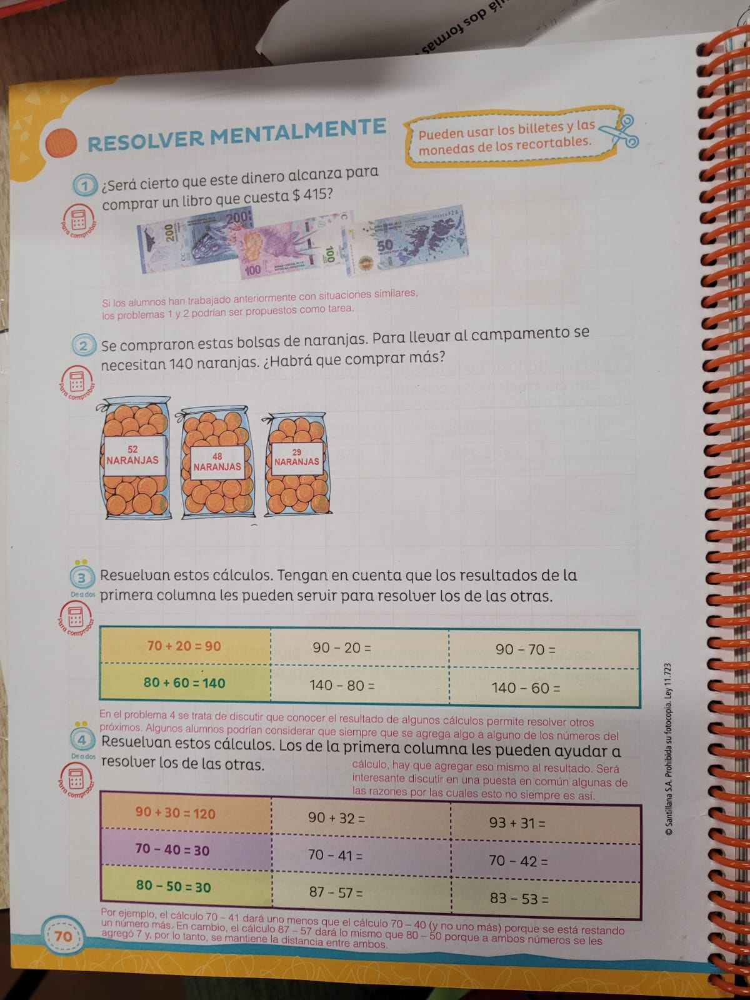 RESOLVER MENTALMENTE
Pueden usar los billetes y las
monedas de los recortables.
1 ¿Será cierto que este dinero alcanza para
comprar un libro que cuesta $ 415?
Para comprobar
200
200
100
100
50
50
Si los alumnos han trabajado anteriormente con situaciones similares,
los problemas 1 y 2 podrían ser propuestos como tarea.
2 Se compraron estas bolsas de naranjas. Para llevar al campamento se
necesitan 140 naranjas. ¿Habrá que comprar más?
Para comprobar
52
NARANJAS
48
NARANJAS
29
NARANJAS
3 Resuelvan estos cálculos. Tengan en cuenta que los resultados de la
De a dos primera columna les pueden servir para resolver los de las otras.
Para comprobar
70 + 20 = 90 90 – 20 = 90 – 70 =
80 + 60 = 140 140 – 80 = 140 – 60 =
En el problema 4 se trata de discutir que conocer el resultado de algunos cálculos permite resolver otros
próximos. Algunos alumnos podrían considerar que siempre que se agrega algo a alguno de los números del
4 Resuelvan estos cálculos. Los de la primera columna les pueden ayudar a
De a dos resolver los de las otras.
cálculo, hay que agregar eso mismo al resultado. Será
interesante discutir en una puesta en común algunas de
las razones por las cuales esto no siempre es así.
Para comprobar
90 + 30 = 120 90 + 32 = 93 + 31 =
70 – 40 = 30 70 – 41 = 70 – 42 =
80 – 50 = 30 87 – 57 = 83 – 53 =
Por ejemplo, el cálculo 70 – 41 dará uno menos que el cálculo 70 – 40 (y no uno más) porque se está restando
un número más. En cambio, el cálculo 87 – 57 dará lo mismo que 80 – 50 porque a ambos números se les
agregó 7 y, por lo tanto, se mantiene la distancia entre ambos.
70
© Santillana S.A. Prohibida su fotocopia. Ley 11.723
dos formas